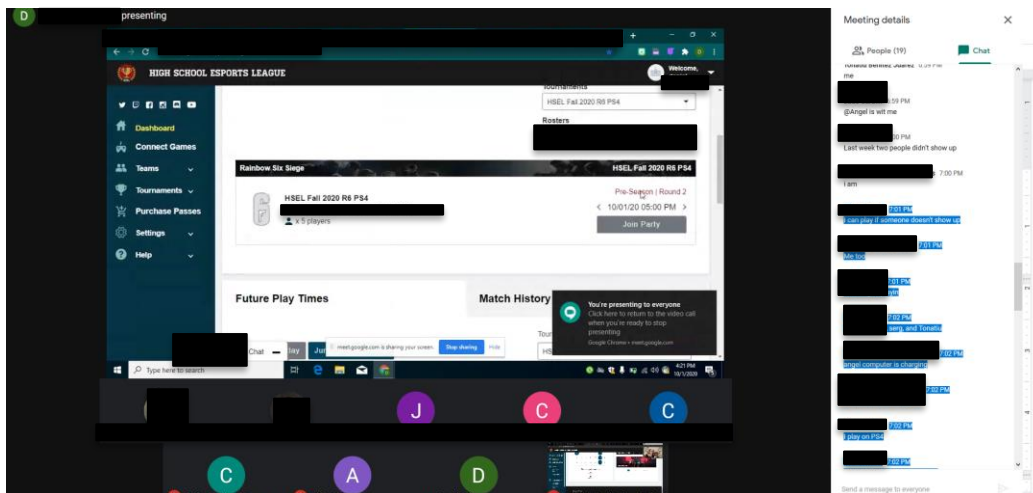 D
presenting
Meeting details
People (19)
Chat
HIGH SCHOOL ESPORTS LEAGUE
Welcome,
Tournaments
HSEL Fall 2020 R6 PS4
Rosters
Dashboard
Connect Games
Teams
Tournaments
Purchase Passes
Settings
Help
Rainbow Six Siege
HSEL Fall 2020 R6 PS4
HSEL Fall 2020 R6 PS4
x 5 players
Pre-Season | Round 2
< 10/01/20 05:00 PM >
Join Party
Future Play Times
Match History
You're presenting to everyone
Click here to return to the video call
when you're ready to stop
presenting
Google Chrome • meet.google.com
Chat
meet.google.com is sharing your screen.
Stop sharing
Hide
Type here to search
4:21 PM
10/1/2020
J
C
C
C
A
D
me
:59 PM
@Angel is wit me
PM
Last week two people didn't show up
7:00 PM
I am
7:01 PM
I can play if someone doesn't show up
7:01 PM
Me too
7:01 PM
7:02 PM
serg, and Tonatiu
7:02 PM
angel computer is charging
7:02 PM
7:02 PM
I play on PS4
7:02 PM
Send a message to everyone